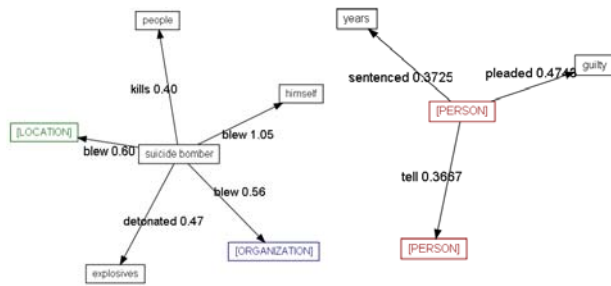 people
kills 0.40
himself
blew 1.05
[LOCATION]
blew 0.60
suicide bomber
blew 0.56
detonated 0.47
[ORGANIZATION]
explosives
years
sentenced 0.3725
pleaded 0.4743
guilty
[PERSON]
tell 0.3667
[PERSON]